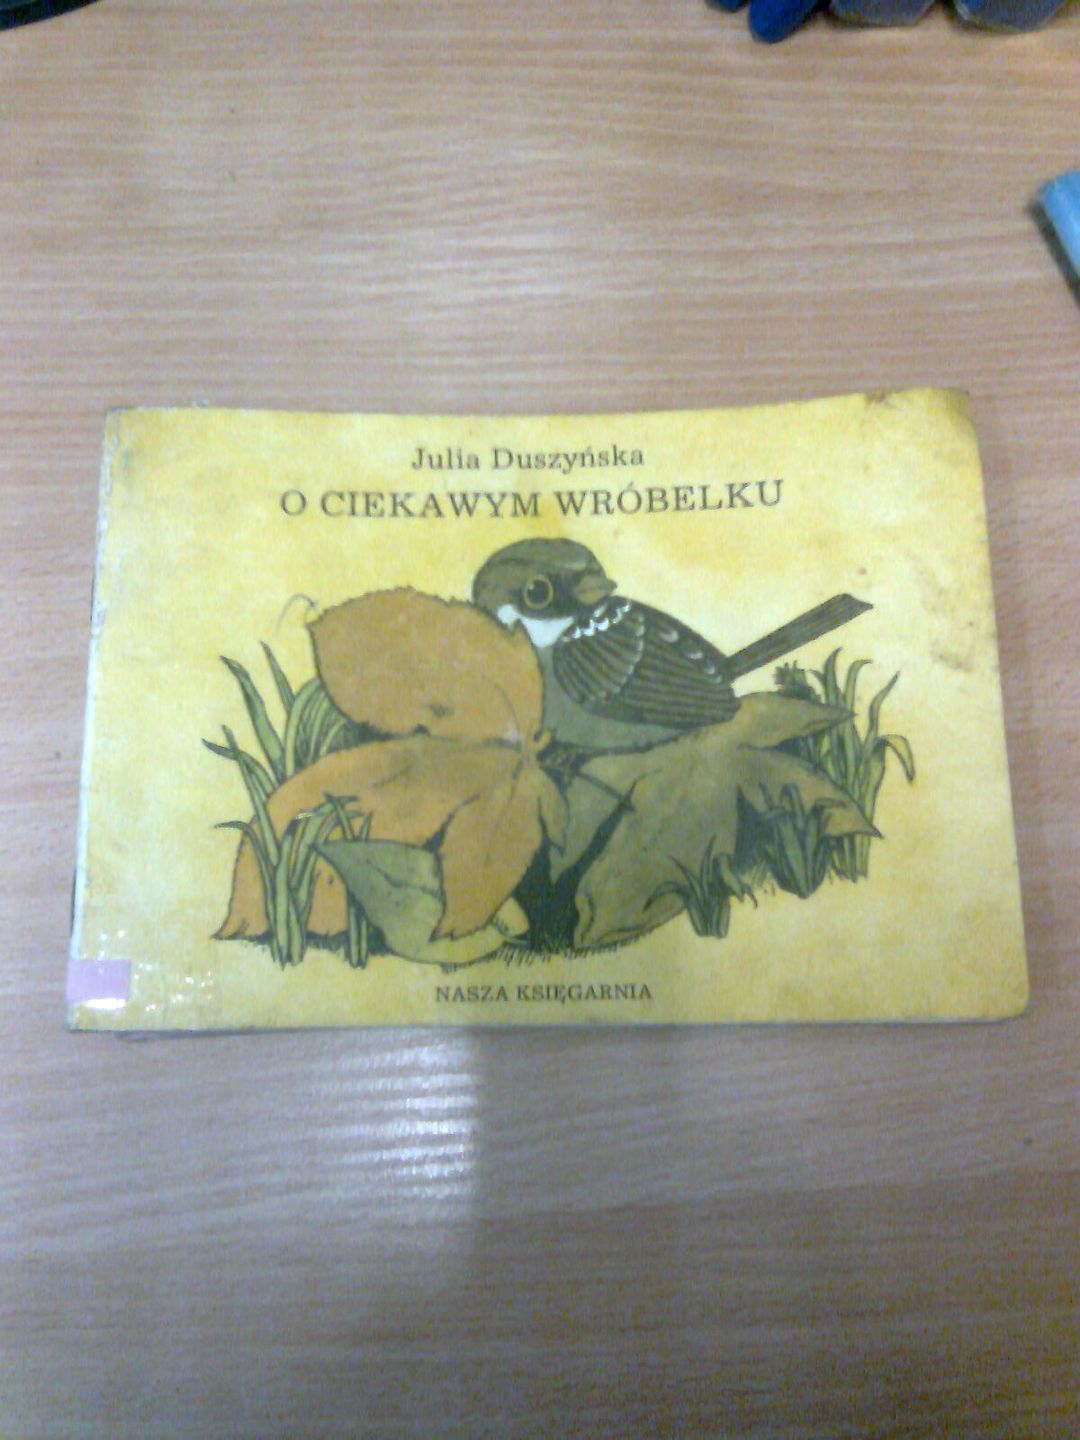 Julia Duszyńska
O CIEKAWYM WRÓBELKU
NASZA KSIĘGARNIA